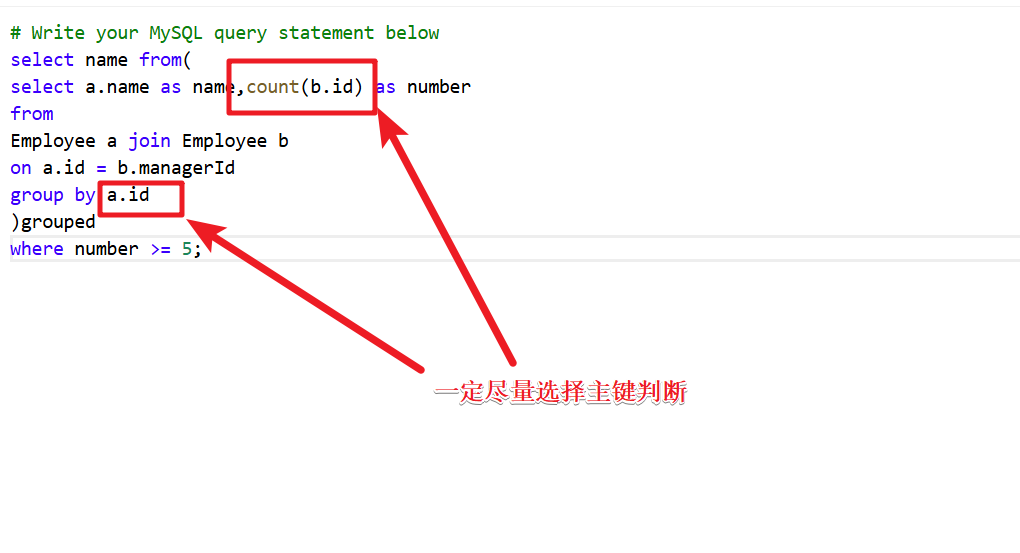 # Write your MySQL query statement below
select name from(
select a.name as name,count(b.id) as number
from
Employee a join Employee b
on a.id = b.managerId
group by a.id
)grouped
where number >= 5;
一定尽量选择主键判断